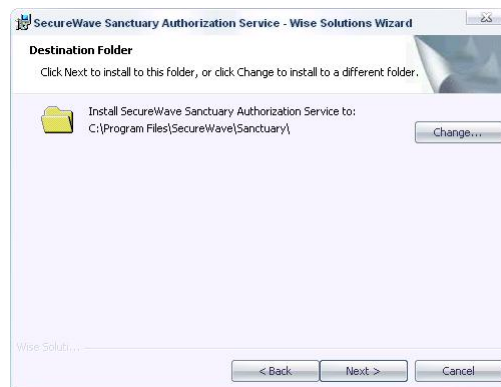 SecureWave Sanctuary Authorization Service - Wise Solutions Wizard
Destination Folder
Click Next to install to this folder, or click Change to install to a different folder.
Install SecureWave Sanctuary Authorization Service to:
C:\Program Files\SecureWave\Sanctuary\
Change...
Wise Soluti...
< Back
Next >
Cancel